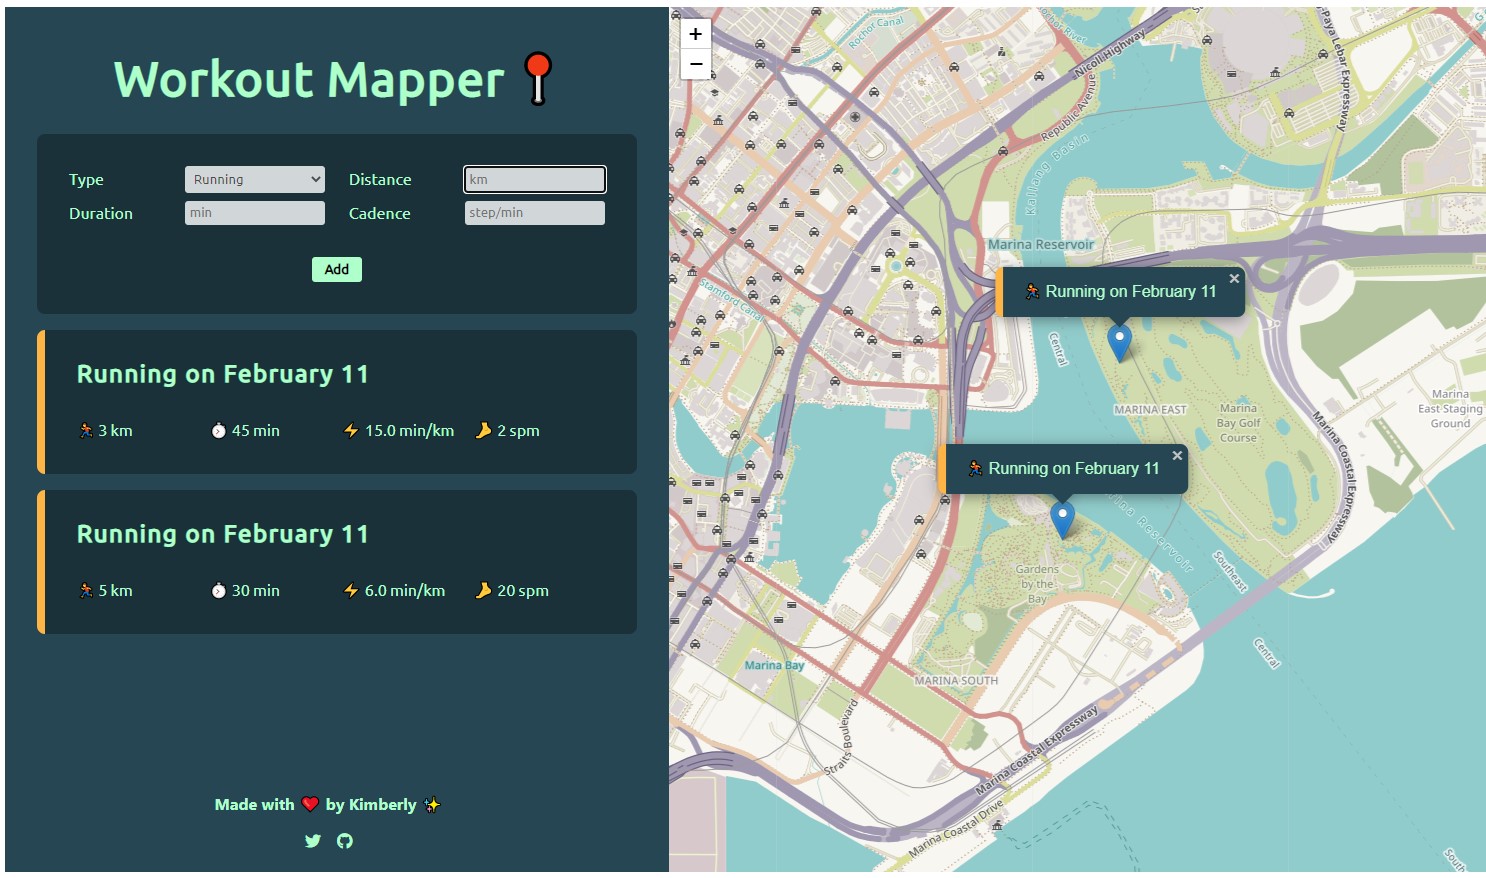 Workout Mapper
Type
Running
Distance
km
Duration
min
Cadence
step/min
Add
Running on February 11
3 km
45 min
15.0 min/km
2 spm
Running on February 11
5 km
30 min
6.0 min/km
20 spm
Made with ❤️ by Kimberly ✨
+
−
Rochor Canal
Nicoll Highway
Republic Avenue
Paya Lebar Expressway
Kallang Basin
Marina Reservoir
Running on February 11
×
Stamford Canal
Central
MARINA EAST
Marina
Bay Golf
Course
Marina
East Staging
Ground
Marina Coastal Expressway
Running on February 11
×
Marina Reservoir
Gardens
by the
Bay
Southeast
Central
Marina Bay
MARINA SOUTH
Straits Boulevard
Marina Coastal Expressway
Marina Coastal Drive